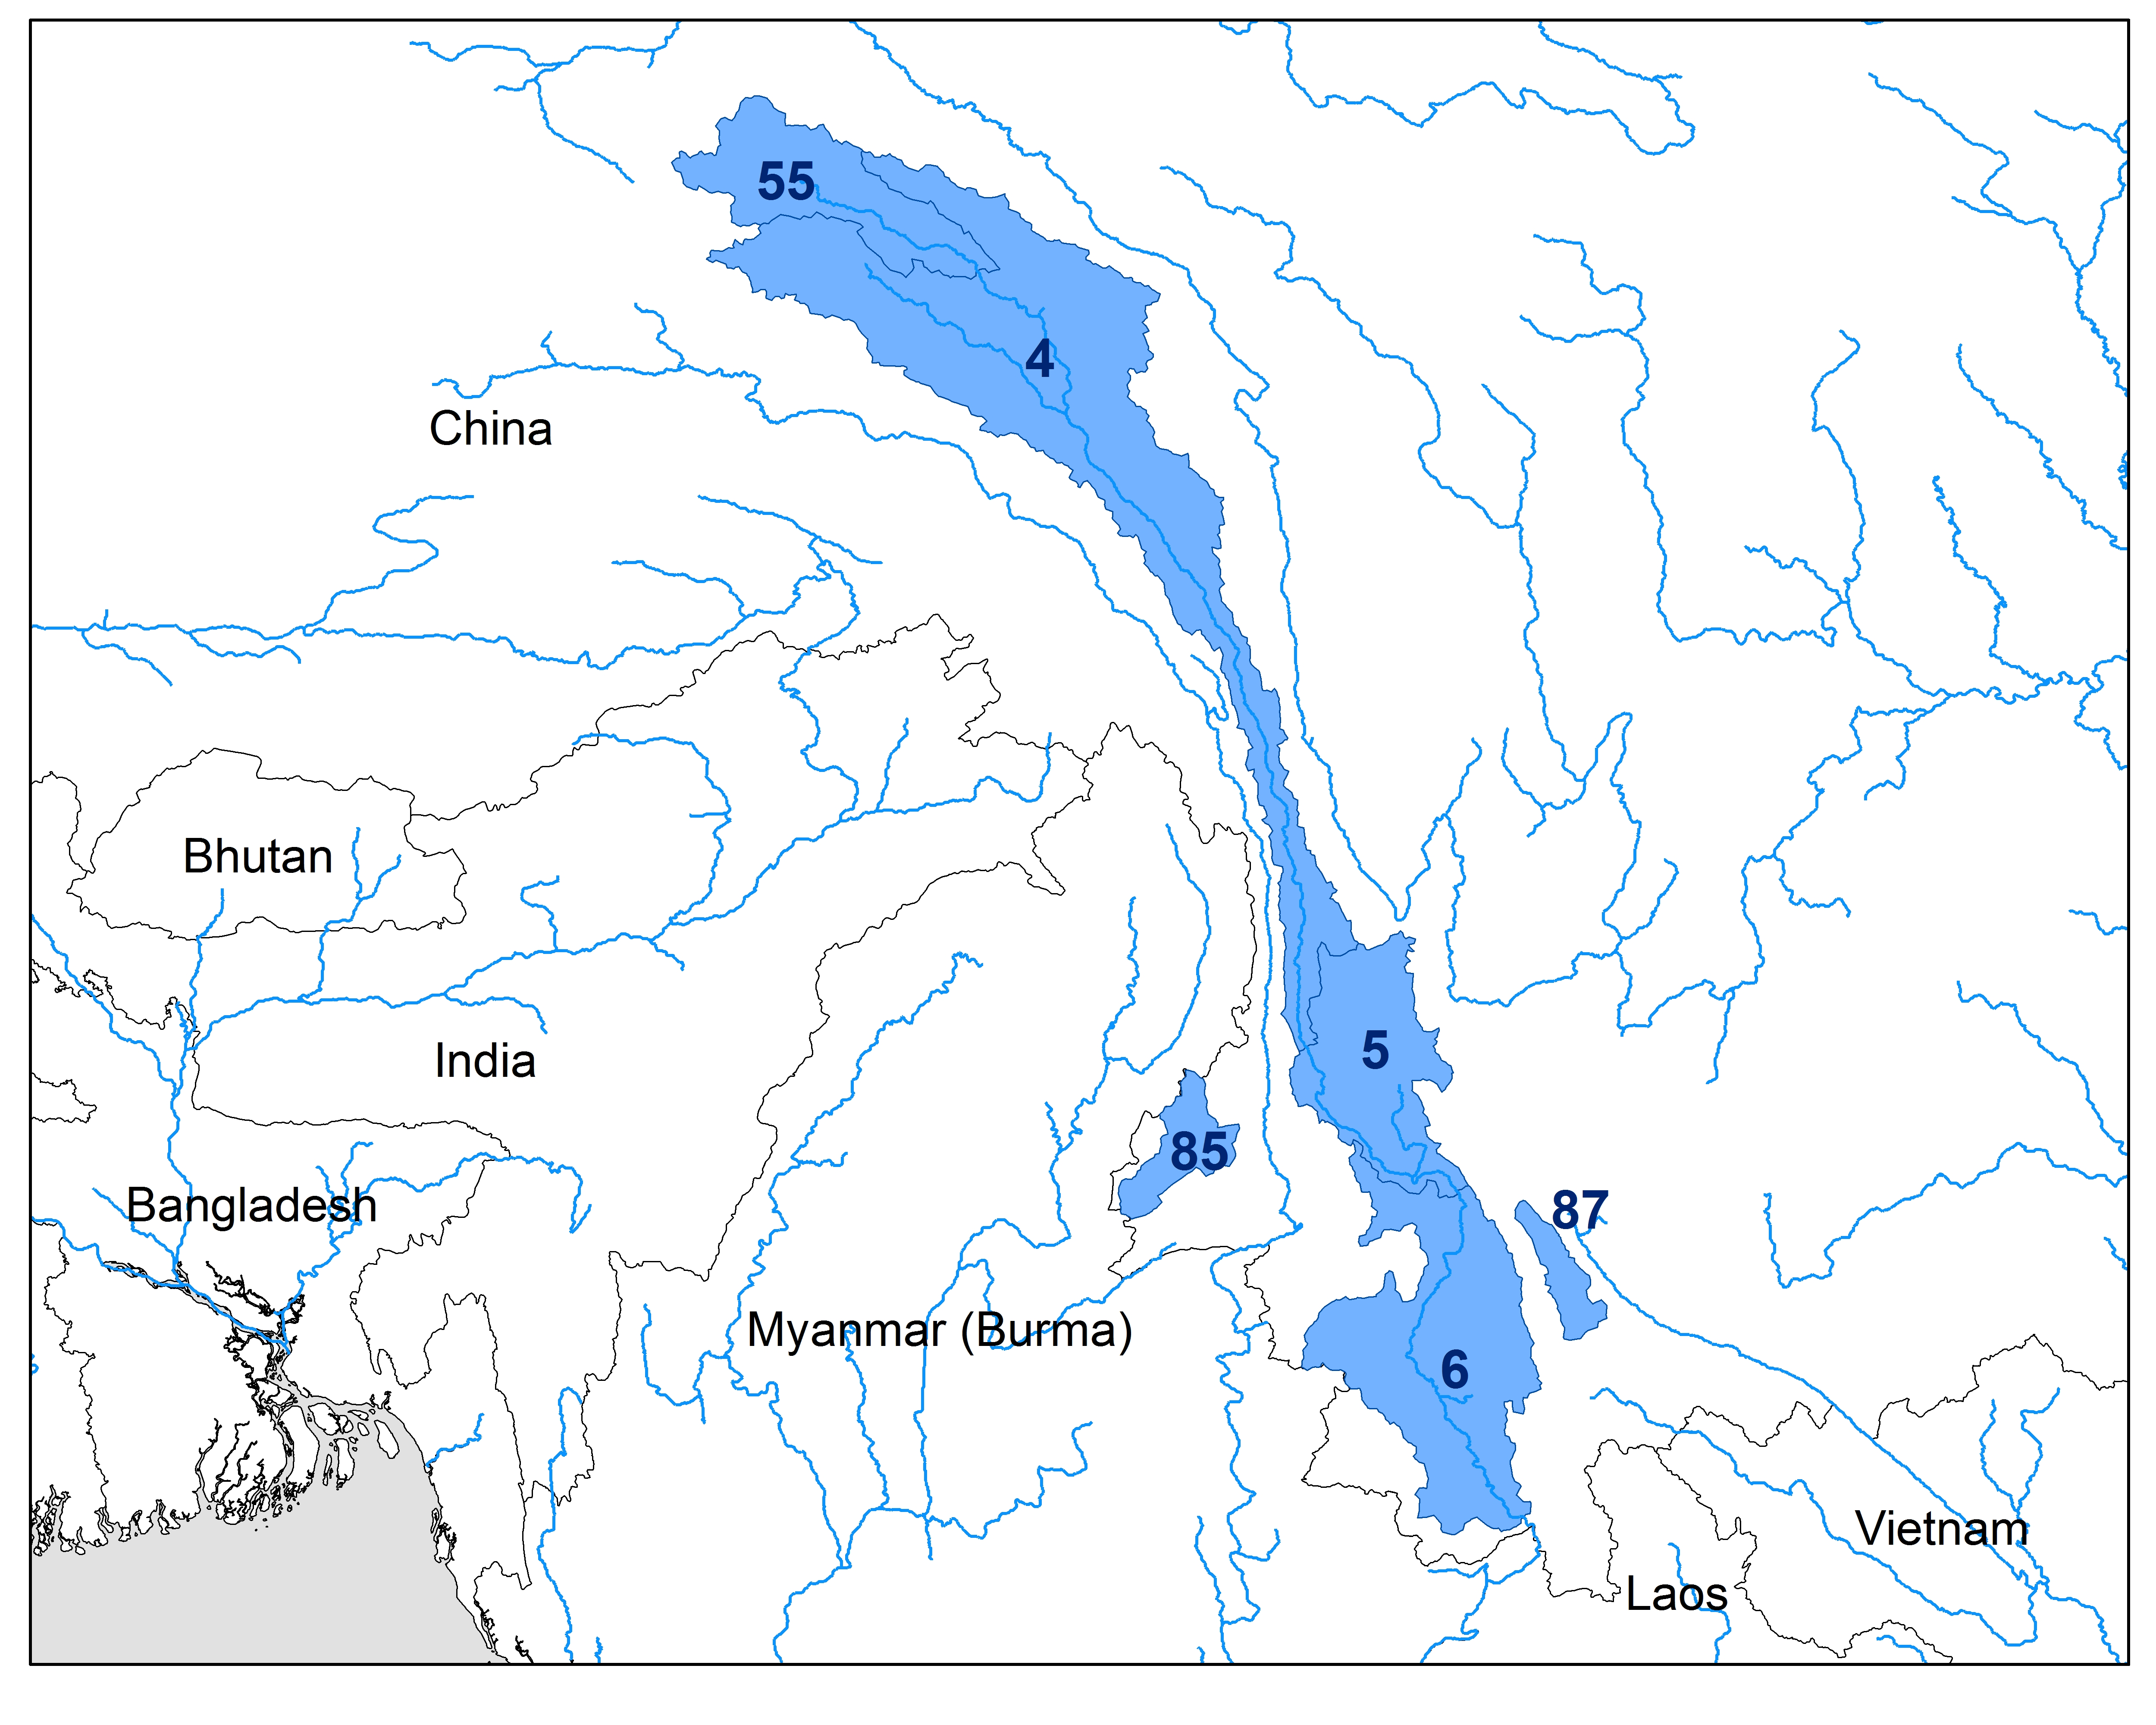 55
4
China
Bhutan
5
India
85
Bangladesh
87
Myanmar (Burma)
6
Vietnam
Laos